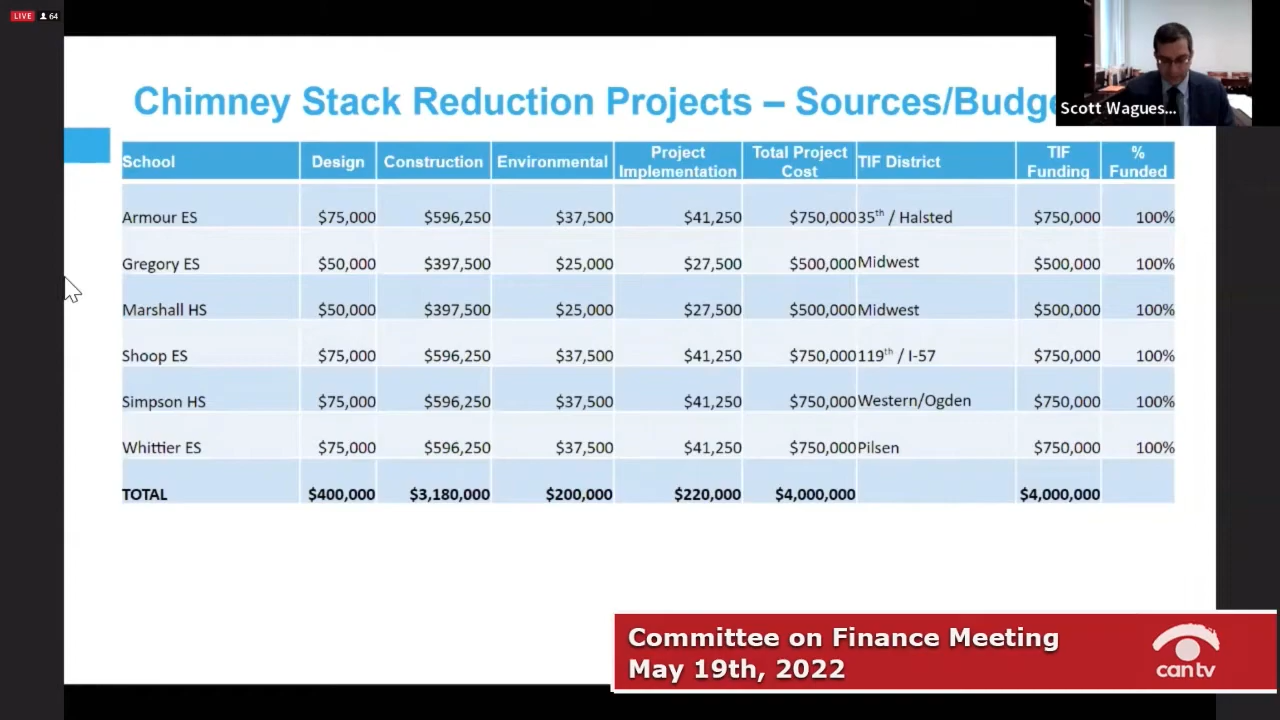 LIVE 64
Chimney Stack Reduction Projects – Sources/Budge
Scott Wagues...
School Design Construction Environmental Project Implementation Total Project Cost TIF District TIF Funding % Funded
Armour ES $75,000 $596,250 $37,500 $41,250 $750,000 35th / Halsted $750,000 100%
Gregory ES $50,000 $397,500 $25,000 $27,500 $500,000 Midwest $500,000 100%
Marshall HS $50,000 $397,500 $25,000 $27,500 $500,000 Midwest $500,000 100%
Shoop ES $75,000 $596,250 $37,500 $41,250 $750,000 119th / I-57 $750,000 100%
Simpson HS $75,000 $596,250 $37,500 $41,250 $750,000 Western/Ogden $750,000 100%
Whittier ES $75,000 $596,250 $37,500 $41,250 $750,000 Pilsen $750,000 100%
TOTAL $400,000 $3,180,000 $200,000 $220,000 $4,000,000 $4,000,000
Committee on Finance Meeting
May 19th, 2022
can tv